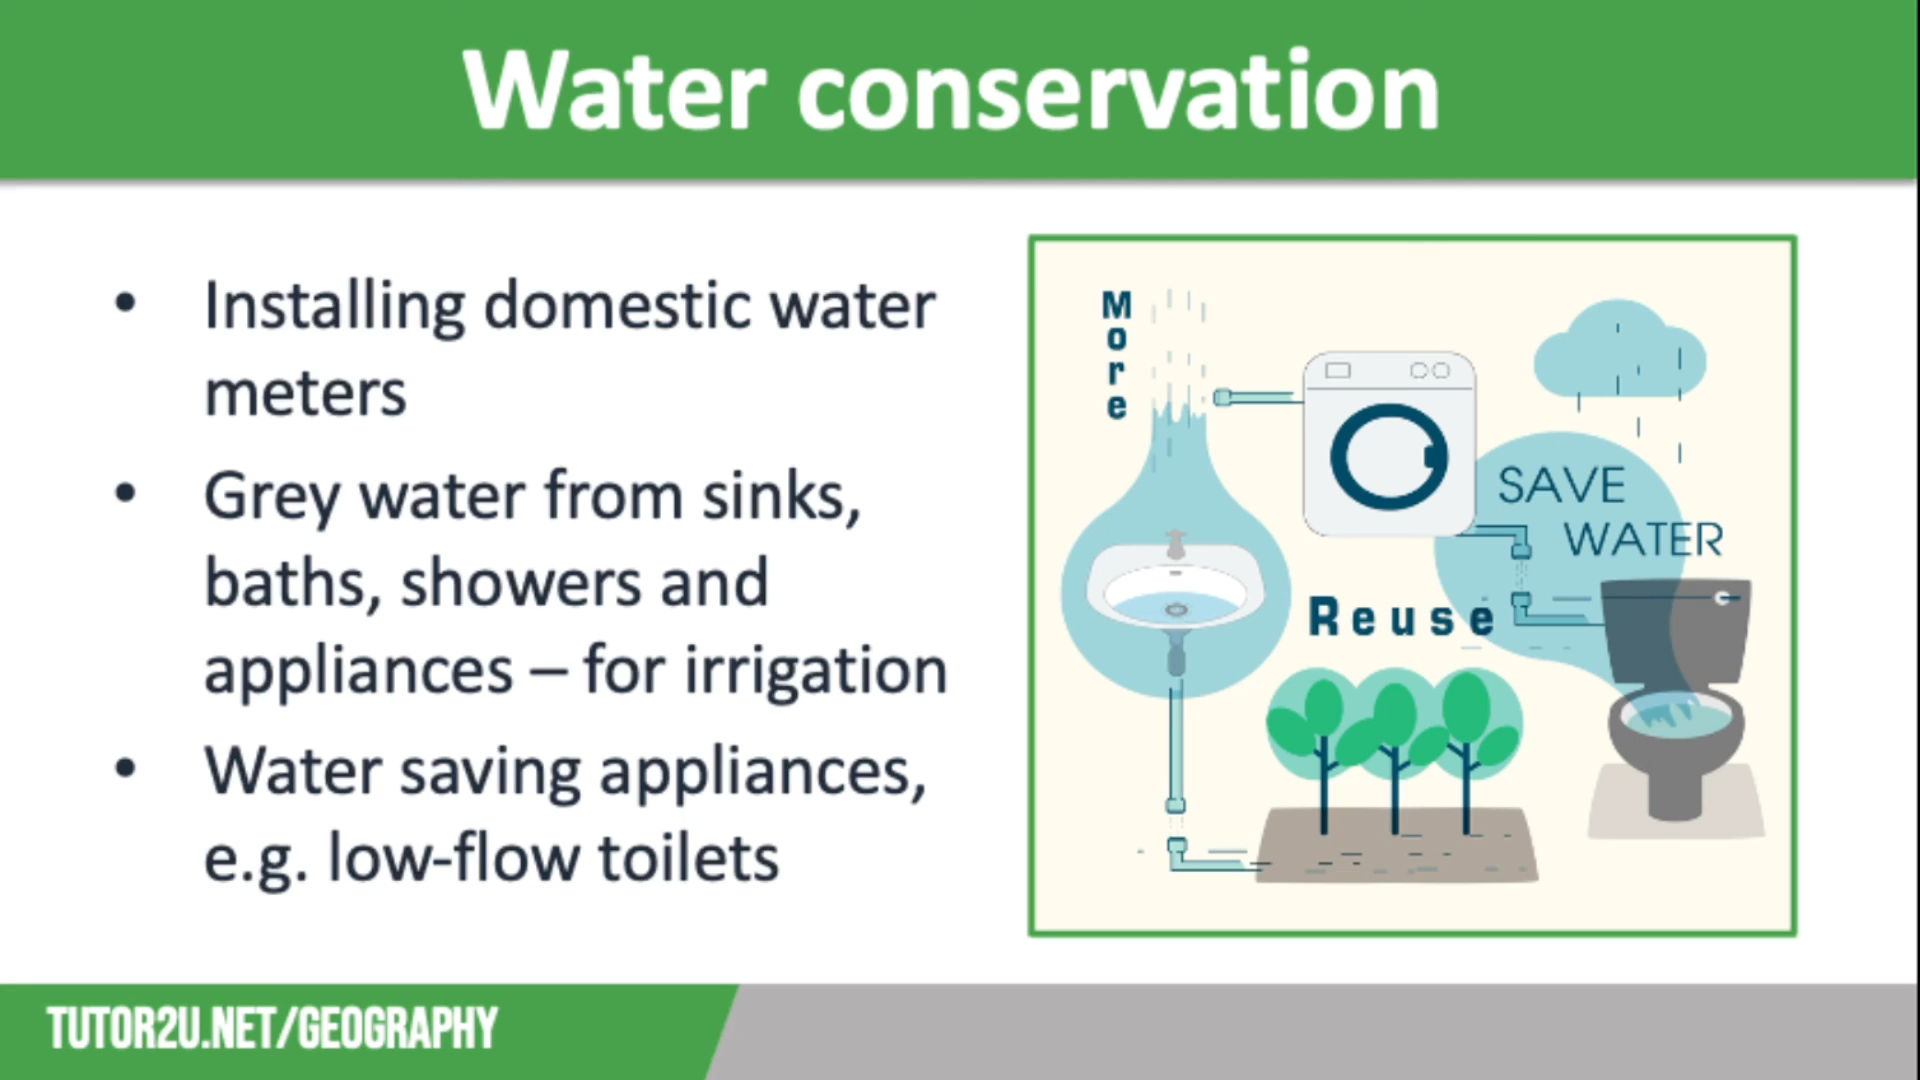 Water conservation
• Installing domestic water
meters
• Grey water from sinks,
baths, showers and
appliances – for irrigation
• Water saving appliances,
e.g. low-flow toilets
More
SAVE
WATER
Reuse
TUTOR2U.NET/GEOGRAPHY